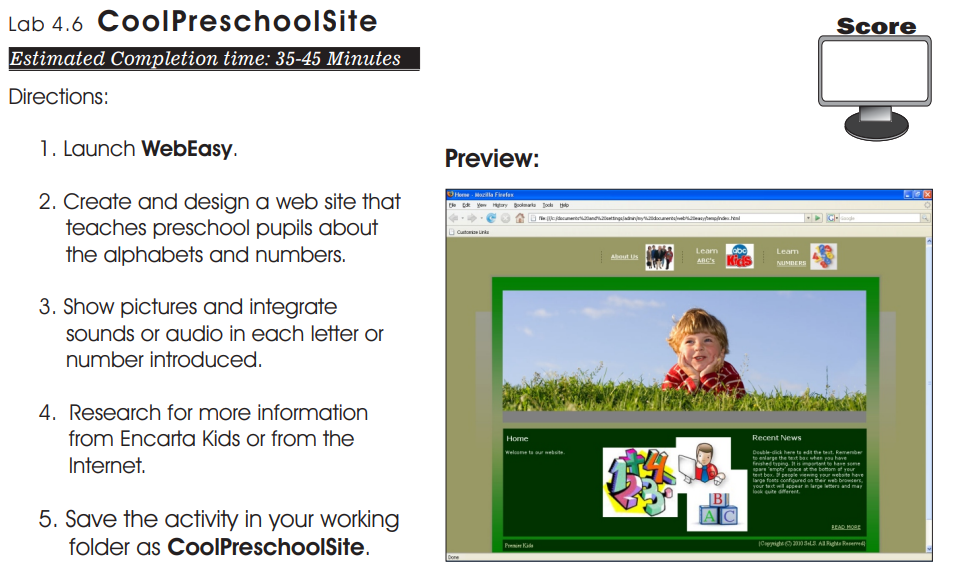 Lab 4.6 CoolPreschoolSite
Estimated Completion time: 35-45 Minutes
Score
Directions:
1. Launch WebEasy.
2. Create and design a web site that
teaches preschool pupils about
the alphabets and numbers.
3. Show pictures and integrate
sounds or audio in each letter or
number introduced.
4. Research for more information
from Encarta Kids or from the
Internet.
5. Save the activity in your working
folder as CoolPreschoolSite.
Preview:
Home - Mozilla Firefox
File Edit View History Bookmarks Tools Help
file:///c:/documents%20and%20settings/admin/my%20documents/web%20easy/temp/index.html
Google
Customize Links
About Us
Learn
ABC's
abc
Kids
Learn
NUMBERS
Home
Welcome to our website.
1+4
2 3
B
A C
Recent News
Double-click here to edit the text. Remember
to enlarge the text box when you have
finished typing. It is important to have some
spare 'empty' space at the bottom of your
text box. If people viewing your website have
large fonts configured on their web browsers,
your text will appear in large letters and may
look quite different.
READ MORE
(Copyright (C) 2010 SeLS. All Rights Reserved)
Done